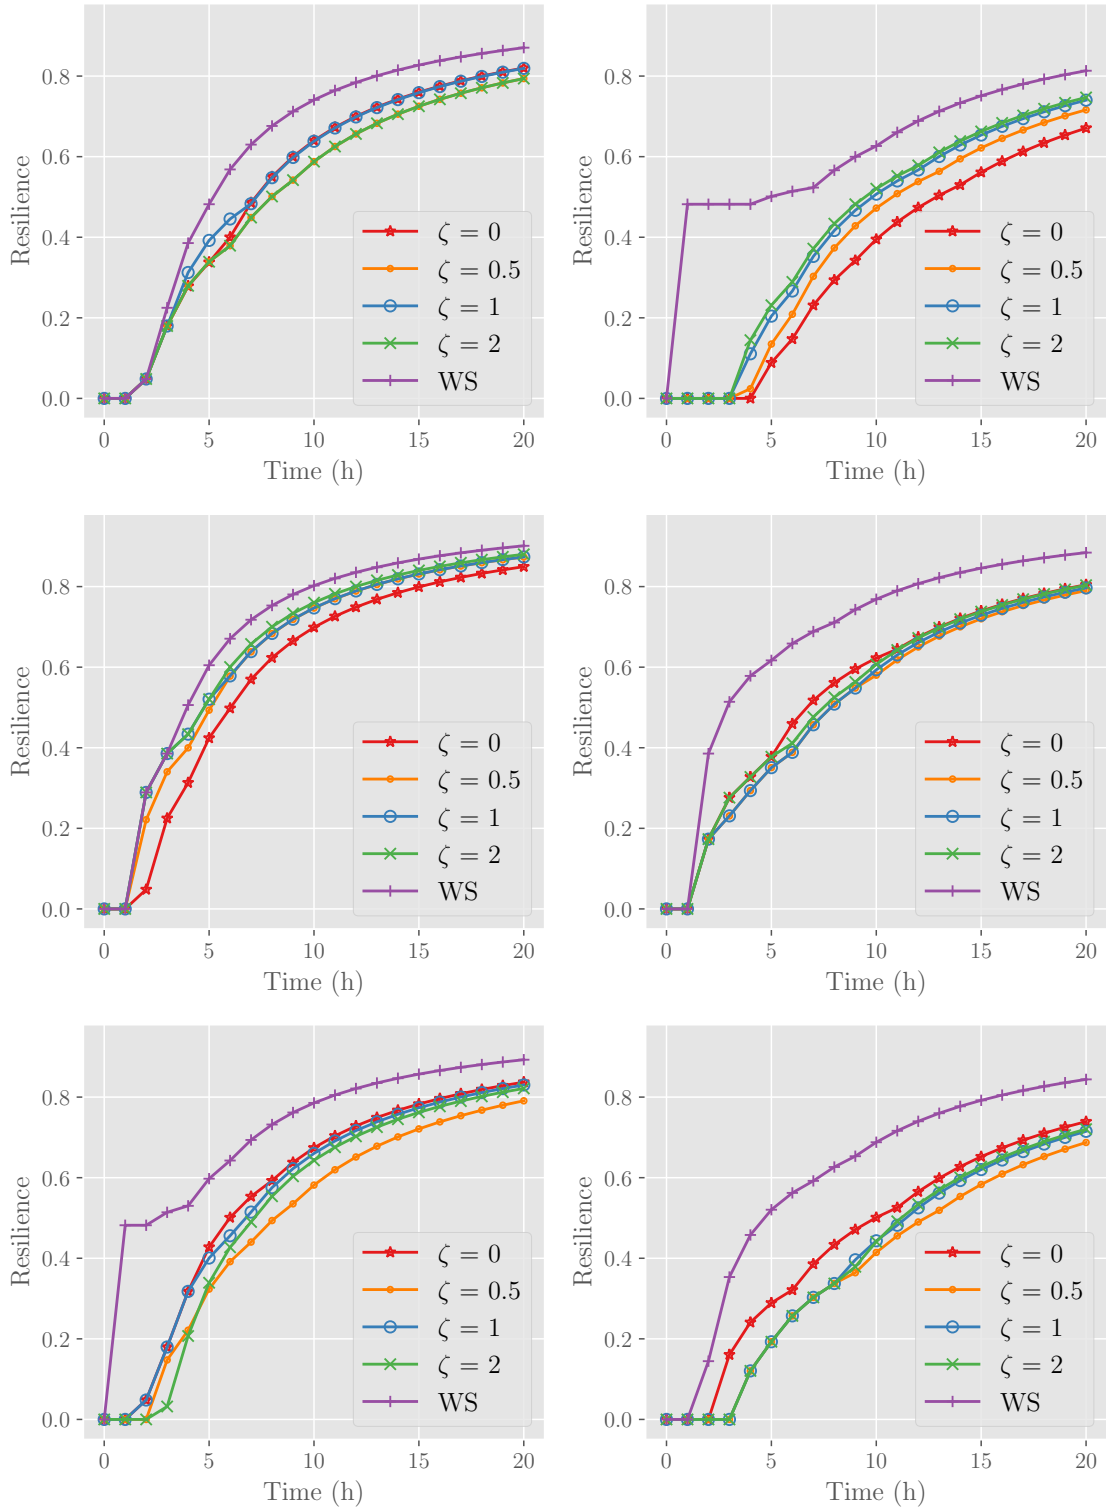 Resilience
0.8
0.6
0.4
0.2
0.0
ζ = 0
ζ = 0.5
ζ = 1
ζ = 2
WS
0 5 10 15 20
Time (h)
Resilience
0.8
0.6
0.4
0.2
0.0
ζ = 0
ζ = 0.5
ζ = 1
ζ = 2
WS
0 5 10 15 20
Time (h)
Resilience
0.8
0.6
0.4
0.2
0.0
ζ = 0
ζ = 0.5
ζ = 1
ζ = 2
WS
0 5 10 15 20
Time (h)
Resilience
0.8
0.6
0.4
0.2
0.0
ζ = 0
ζ = 0.5
ζ = 1
ζ = 2
WS
0 5 10 15 20
Time (h)
Resilience
0.8
0.6
0.4
0.2
0.0
ζ = 0
ζ = 0.5
ζ = 1
ζ = 2
WS
0 5 10 15 20
Time (h)
Resilience
0.8
0.6
0.4
0.2
0.0
ζ = 0
ζ = 0.5
ζ = 1
ζ = 2
WS
0 5 10 15 20
Time (h)